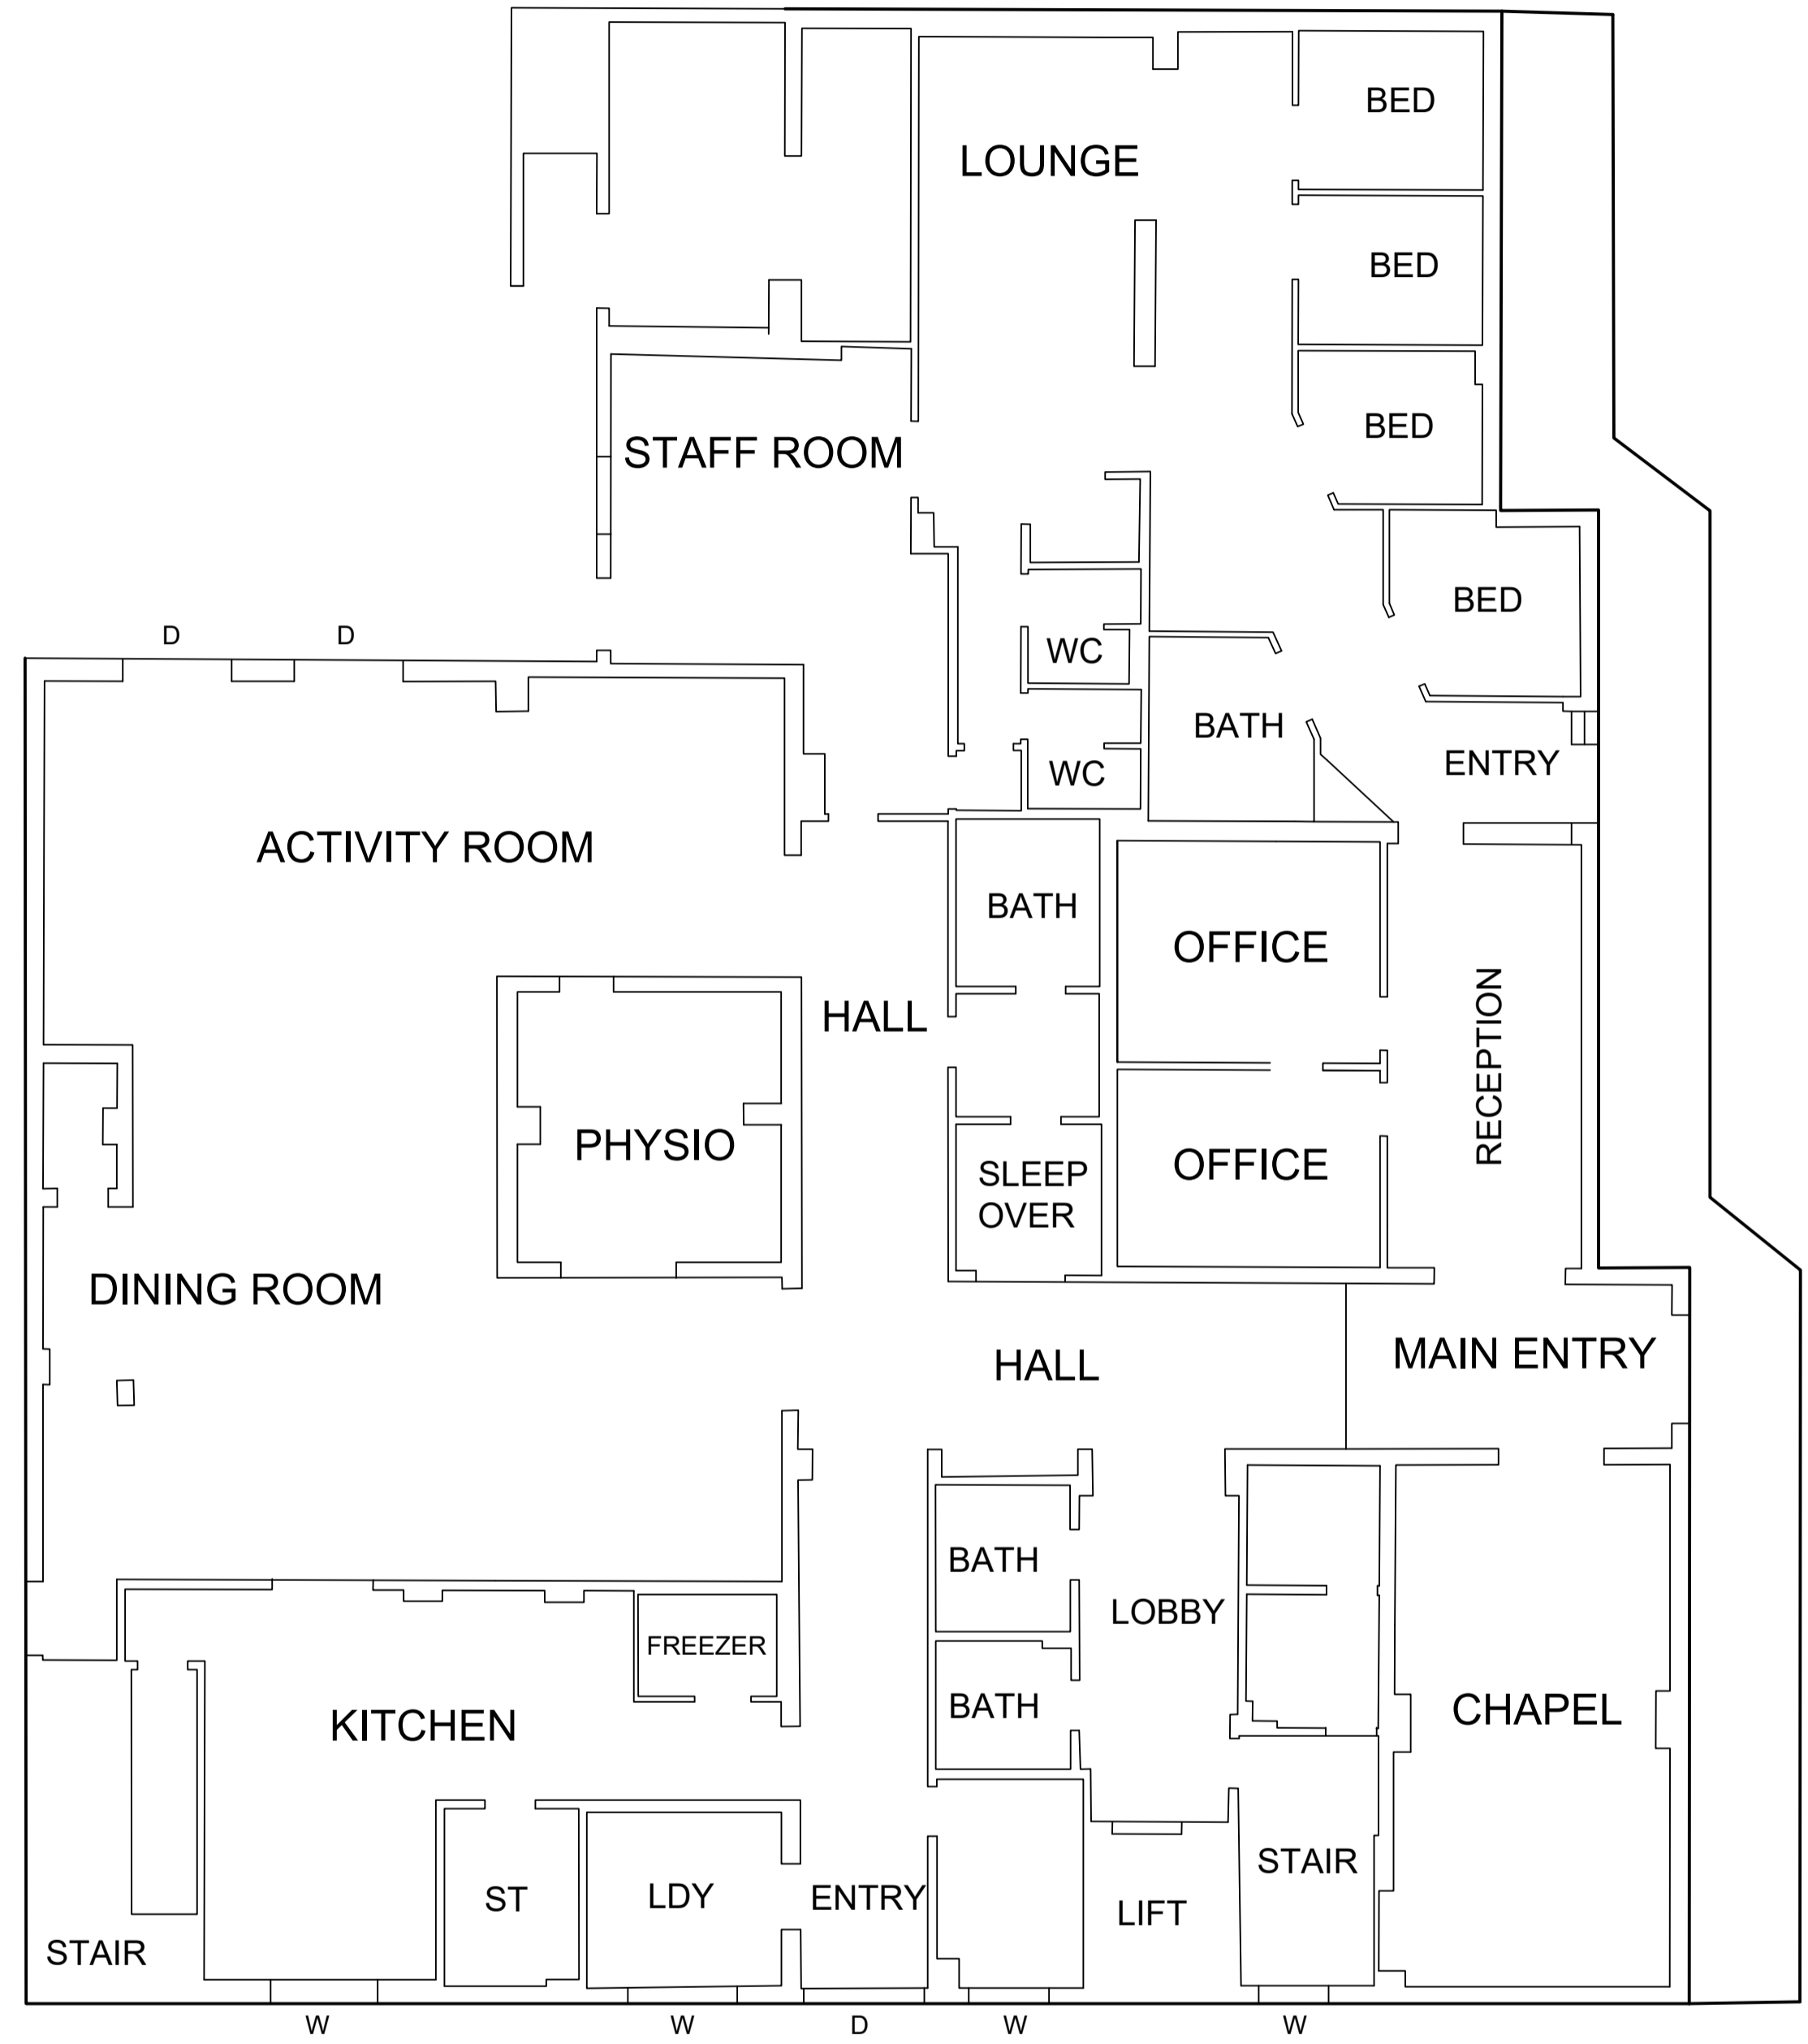 BED
LOUNGE
BED
BED
STAFF ROOM
BED
D
D
WC
BATH
ENTRY
WC
ACTIVITY ROOM
BATH
OFFICE
HALL
RECEPTION
PHYSIO
OFFICE
SLEEP
OVER
DINING ROOM
MAIN ENTRY
HALL
BATH
LOBBY
FREEZER
BATH
CHAPEL
KITCHEN
STAIR
ST
LDY
ENTRY
LIFT
STAIR
W
W
D
W
W